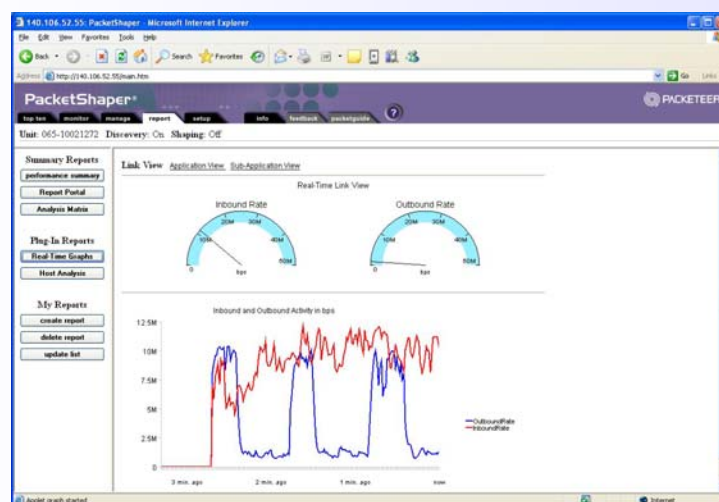 140.106.52.55: PacketShaper - Microsoft Internet Explorer
File Edit View Favorites Tools Help
Back Search Favorites
Address http://140.106.52.55/main.htm Go Links
PacketShaper® PACKETEER
top ten monitor manage report setup info feedback packetguide ?
Unit: 065-10021272 Discovery: On Shaping: Off
Summary Reports
performance summary
Report Portal
Analysis Matrix
Plug-In Reports
Real-Time Graphs
Host Analysis
My Reports
create report
delete report
update list
Link View Application View Sub-Application View
Real-Time Link View
Inbound Rate Outbound Rate
0 10M 20M 30M 40M 50M bps
0 10M 20M 30M 40M 50M bps
Inbound and Outbound Activity in bps
12.5M
10M
7.5M
5M
2.5M
0
3 min. ago 2 min. ago 1 min. ago now
OutboundRate
InboundRate
Applet graph started Internet